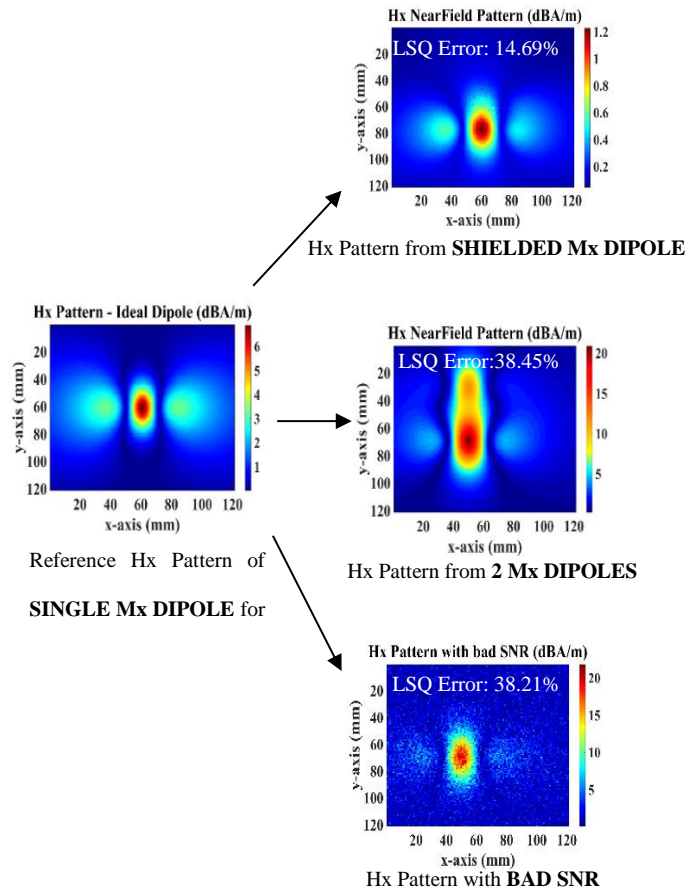 Hx NearField Pattern (dBA/m)
LSQ Error: 14.69%
y-axis (mm)
20
40
60
80
100
120
20 40 60 80 100 120
x-axis (mm)
1.2
1
0.8
0.6
0.4
0.2
Hx Pattern from SHIELDED Mx DIPOLE
Hx Pattern - Ideal Dipole (dBA/m)
y-axis (mm)
20
40
60
80
100
120
20 40 60 80 100 120
x-axis (mm)
6
5
4
3
2
1
Reference Hx Pattern of
SINGLE Mx DIPOLE for
Hx NearField Pattern (dBA/m)
LSQ Error:38.45%
y-axis (mm)
0
20
40
60
80
100
120
20 40 60 80 100 120
x-axis (mm)
20
15
10
5
Hx Pattern from 2 Mx DIPOLES
Hx Pattern with bad SNR (dBA/m)
LSQ Error: 38.21%
y-axis (mm)
20
40
60
80
100
120
20 40 60 80 100 120
x-axis (mm)
20
15
10
5
Hx Pattern with BAD SNR